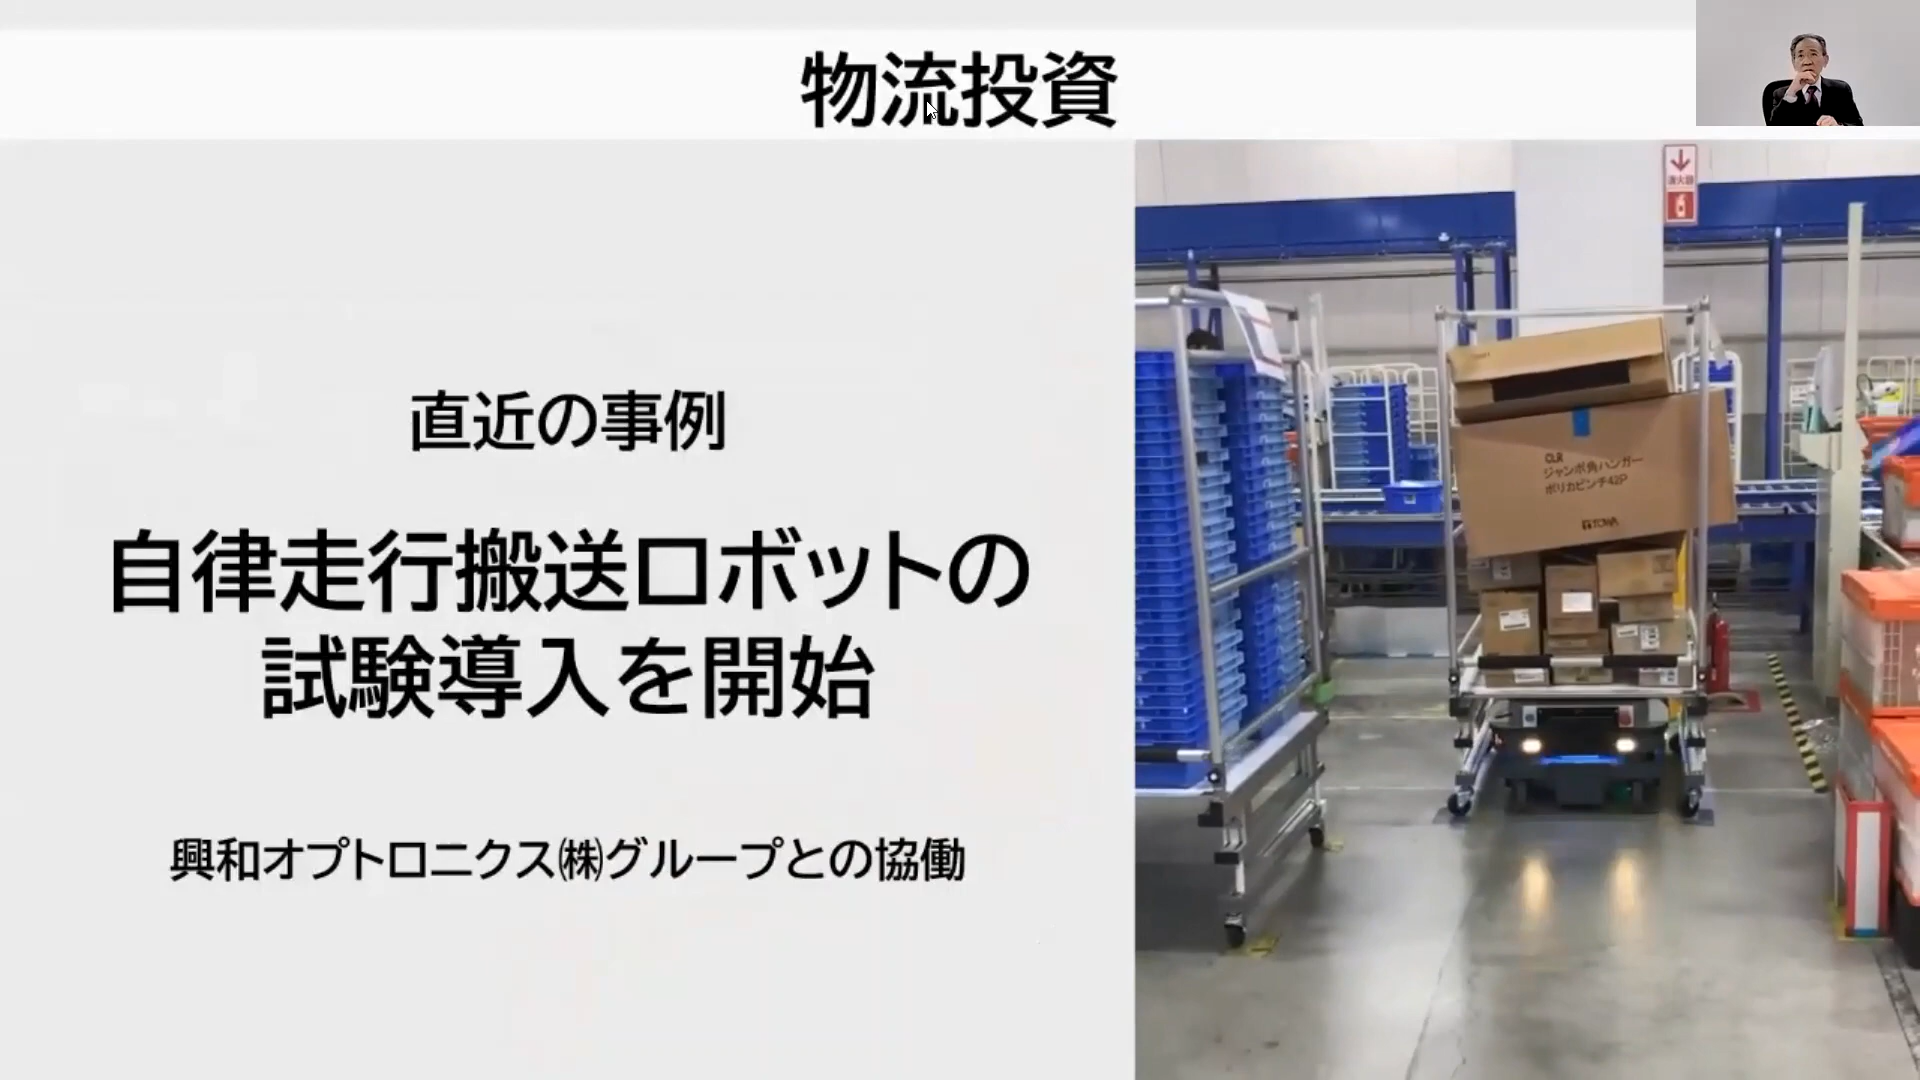 物流投資
直近の事例
自律走行搬送ロボットの
試験導入を開始
興和オプトロニクス㈱グループとの協働
消火器
CLR
ジャンボ角ハンガー
ポリカピンチ42P
TOWA